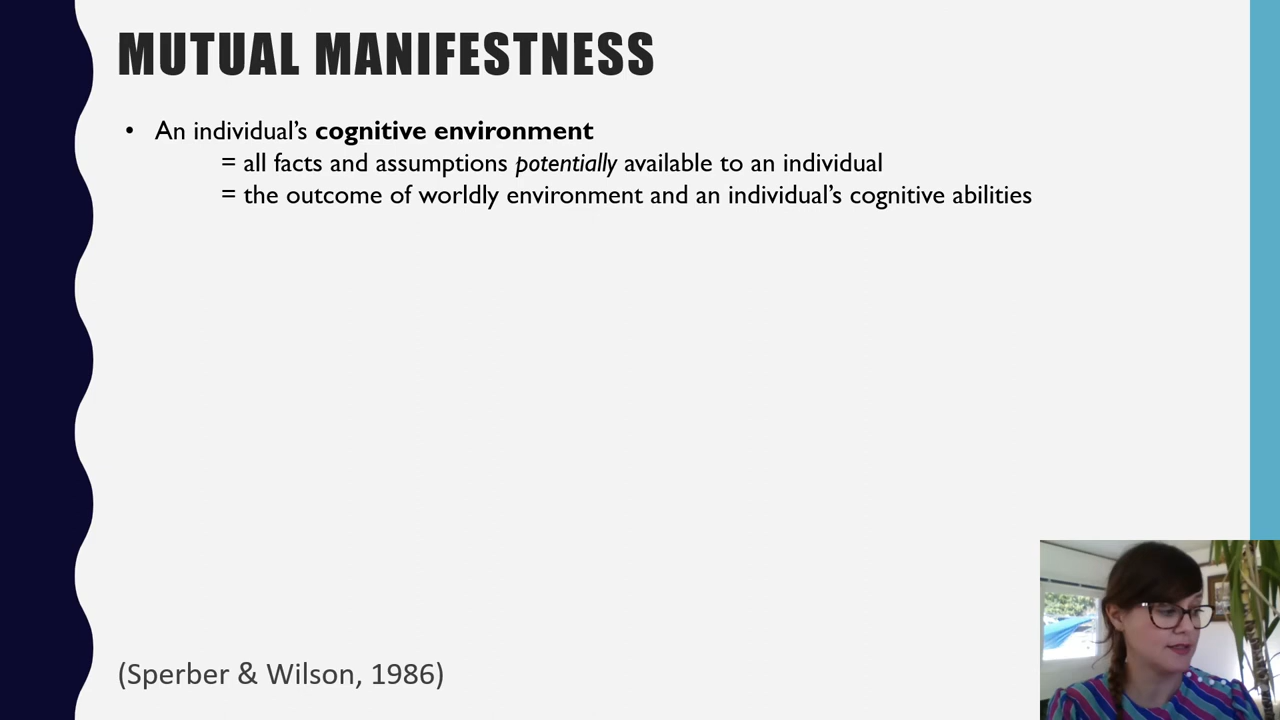 MUTUAL MANIFESTNESS
• An individual’s cognitive environment
= all facts and assumptions potentially available to an individual
= the outcome of worldly environment and an individual’s cognitive abilities
(Sperber & Wilson, 1986)